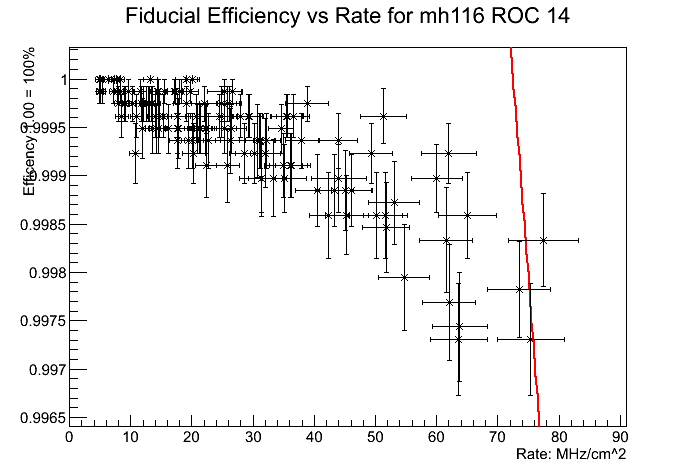 Fiducial Efficiency vs Rate for mh116 ROC 14
Efficency 1.00 = 100%
1
0.9995
0.999
0.9985
0.998
0.9975
0.997
0.9965
0 10 20 30 40 50 60 70 80 90
Rate: MHz/cm^2